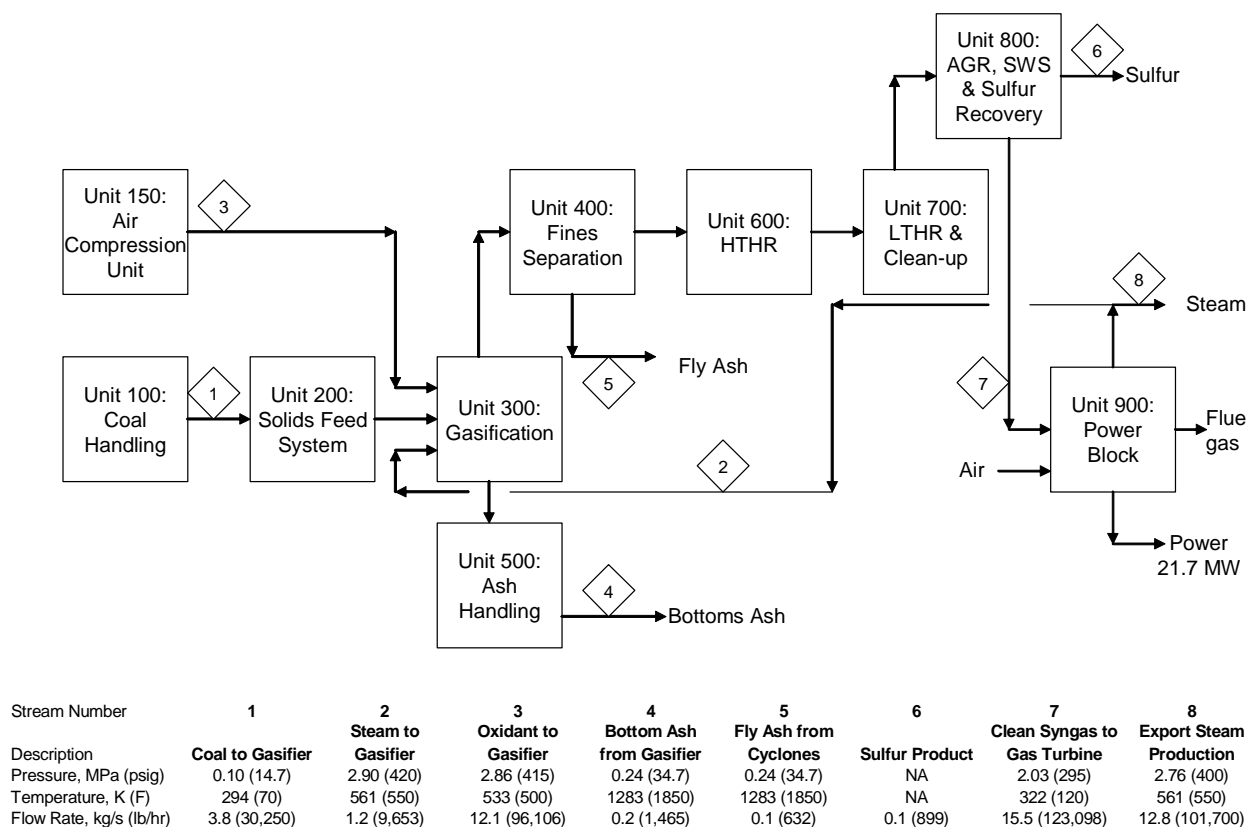 Unit 800:
AGR, SWS
& Sulfur
Recovery
6
Sulfur
Unit 150:
Air
Compression
Unit
3
Unit 400:
Fines
Separation
Unit 600:
HTHR
Unit 700:
LTHR &
Clean-up
8
Steam
Fly Ash
5
7
Unit 100:
Coal
Handling
1
Unit 200:
Solids Feed
System
Unit 300:
Gasification
Unit 900:
Power
Block
Flue
gas
2
Air
Unit 500:
Ash
Handling
4
Bottoms Ash
Power
21.7 MW
Stream Number 1 2 3 4 5 6 7 8
Steam to Oxidant to Bottom Ash Fly Ash from Clean Syngas to Export Steam
Description Coal to Gasifier Gasifier Gasifier from Gasifier Cyclones Sulfur Product Gas Turbine Production
Pressure, MPa (psig) 0.10 (14.7) 2.90 (420) 2.86 (415) 0.24 (34.7) 0.24 (34.7) NA 2.03 (295) 2.76 (400)
Temperature, K (F) 294 (70) 561 (550) 533 (500) 1283 (1850) 1283 (1850) NA 322 (120) 561 (550)
Flow Rate, kg/s (lb/hr) 3.8 (30,250) 1.2 (9,653) 12.1 (96,106) 0.2 (1,465) 0.1 (632) 0.1 (899) 15.5 (123,098) 12.8 (101,700)